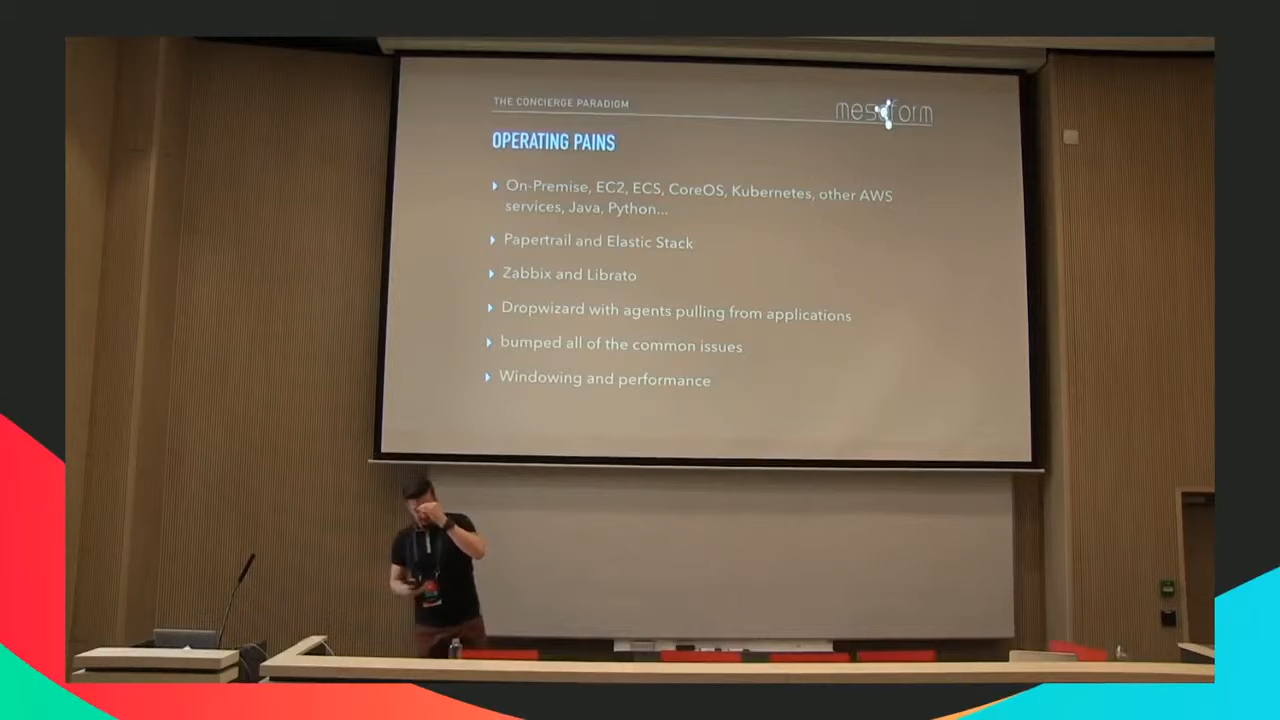 THE CONCIERGE PARADIGM
mesoform
OPERATING PAINS
On-Premise, EC2, ECS, CoreOS, Kubernetes, other AWS
services, Java, Python...
Papertrail and Elastic Stack
Zabbix and Librato
Dropwizard with agents pulling from applications
bumped all of the common issues
Windowing and performance